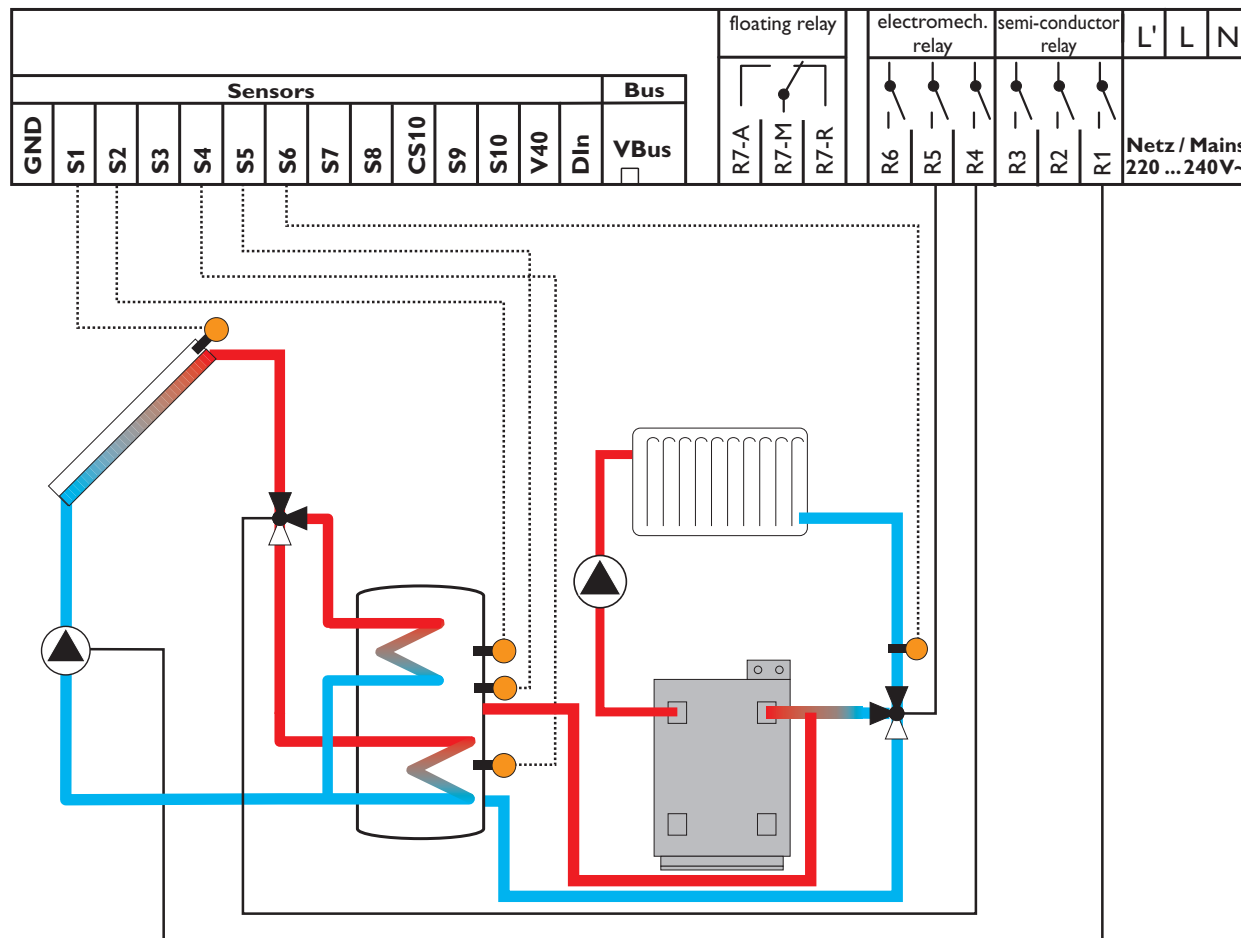 floating relay
electromech.
relay
semi-conductor
relay
L' L N
Sensors
Bus
GND
S1
S2
S3
S4
S5
S6
S7
S8
CS10
S9
S10
V40
DIn
VBus
R7-A
R7-M
R7-R
R6
R5
R4
R3
R2
R1
Netz / Mains
220 ... 240V~